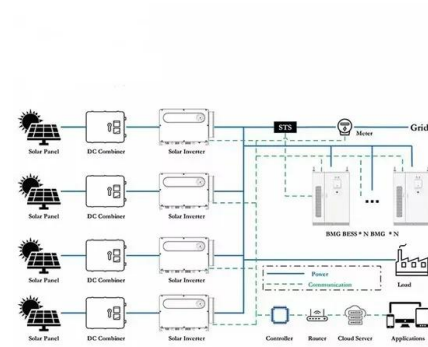 STS
Meter
Grid
Solar Panel
DC Combiner
Solar Inverter
Solar Panel
DC Combiner
Solar Inverter
BMG BESS * N BMG * N
Solar Panel
DC Combiner
Solar Inverter
Power
Communication
Load
Solar Panel
DC Combiner
Solar Inverter
Controller
Router
Cloud Server
Applications